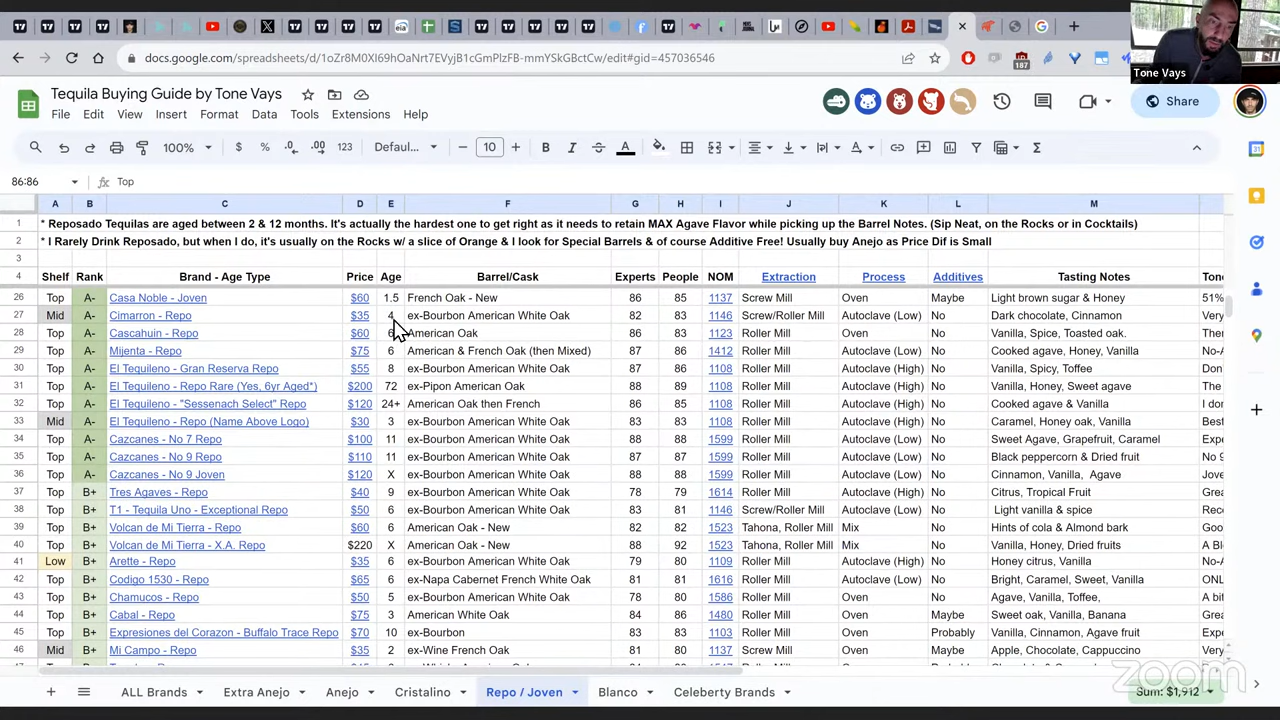 docs.google.com/spreadsheets/d/
edit#gid=457036546
187
Tone Vays
Tequila Buying Guide by Tone Vays
File Edit View Insert Format Data Tools Extensions Help
Share
100% $ % .0 .00 123 Defaul... 10 B I A
86:86 fx Top
A B C D E F G H I J K L M
1 * Reposado Tequilas are aged between 2 & 12 months. It's actually the hardest one to get right as it needs to retain MAX Agave Flavor while picking up the Barrel Notes. (Sip Neat, on the Rocks or in Cocktails)
2 * I Rarely Drink Reposado, but when I do, it's usually on the Rocks w/ a slice of Orange & I look for Special Barrels & of course Additive Free! Usually buy Anejo as Price Dif is Small
3
4 Shelf Rank Brand - Age Type Price Age Barrel/Cask Experts People NOM Extraction Process Additives Tasting Notes Tone
26 Top A- Casa Noble - Joven $60 1.5 French Oak - New 86 85 1137 Screw Mill Oven Maybe Light brown sugar & Honey 51%
27 Mid A- Cimarron - Repo $35 4 ex-Bourbon American White Oak 82 83 1146 Screw/Roller Mill Autoclave (Low) No Dark chocolate, Cinnamon Very
28 Top A- Cascahuin - Repo $60 American Oak 86 83 1123 Roller Mill Oven No Vanilla, Spice, Toasted oak. Ther
29 Top A- Mijenta - Repo $75 6 American & French Oak (then Mixed) 87 86 1412 Roller Mill Autoclave (Low) No Cooked agave, Honey, Vanilla No-A
30 Top A- El Tequileno - Gran Reserva Repo $55 8 ex-Bourbon American White Oak 87 86 1108 Roller Mill Autoclave (High) No Vanilla, Spicy, Toffee Don
31 Top A- El Tequileno - Repo Rare (Yes, 6yr Aged*) $200 72 ex-Pipon American Oak 88 89 1108 Roller Mill Autoclave (High) No Vanilla, Honey, Sweet agave The
32 Top A- El Tequileno - "Sessenach Select" Repo $120 24+ American Oak then French 86 85 1108 Roller Mill Autoclave (High) No Cooked agave & Vanilla I don
33 Mid A- El Tequileno - Repo (Name Above Logo) $30 3 ex-Bourbon American White Oak 83 83 1108 Roller Mill Autoclave (High) No Caramel, Honey, Smoky oak Best
34 Top A- Cazcanes - No 7 Repo $100 11 ex-Bourbon American White Oak 88 88 1599 Roller Mill Autoclave (Low) No Sweet Agave, Grapefruit, Caramel Expe
35 Top A- Cazcanes - No 9 Repo $110 11 ex-Bourbon American White Oak 87 87 1599 Roller Mill Autoclave (Low) No Black peppercorn & Dried fruit Expe
36 Top A- Cazcanes - No 9 Joven $120 X ex-Bourbon American White Oak 88 88 1599 Roller Mill Autoclave (Low) No Cinnamon, Vanilla, Agave Jove
37 Top B+ Tres Agaves - Repo $40 9 ex-Bourbon American White Oak 78 79 1614 Roller Mill Autoclave (High) No Citrus, Tropical Fruit Grea
38 Top B+ T1 - Tequila Uno - Exceptional Repo $50 6 ex-Bourbon American White Oak 83 81 1146 Screw/Roller Mill Autoclave (High) No Light vanilla & spice Reco
39 Top B+ Volcan de Mi Tierra - Repo $60 6 American Oak - New 82 82 1523 Tahona, Roller Mill Mix No Hints of cola & Almond bark Goo
40 Top B+ Volcan de Mi Tierra - X.A. Repo $220 X American Oak - New 88 92 1523 Tahona, Roller Mill Mix No Vanilla, Honey, Dried fruits A Bl
41 Low B+ Arette - Repo $35 6 ex-Bourbon American White Oak 79 80 1109 Roller Mill Autoclave (High) No Honey citrus, Vanilla Grea
42 Top B+ Codigo 1530 - Repo $65 6 ex-Napa Cabernet French White Oak 81 81 1616 Roller Mill Autoclave (Low) No Bright, Caramel, Sweet, Vanilla ONL
43 Top B+ Chamucos - Repo $50 5 ex-Bourbon American White Oak 78 80 1586 Roller Mill Oven No Agave, Vanilla, Toffee, A bit
44 Top B+ Cabal - Repo $75 3 American White Oak 84 86 1480 Roller Mill Oven Maybe Sweet oak, Vanilla, Banana Grea
45 Top B+ Expresiones del Corazon - Buffalo Trace Repo $70 10 ex-Bourbon 83 83 1103 Roller Mill Oven Probably Vanilla, Cinnamon, Agave fruit Grea
46 Mid B+ Mi Campo - Repo $35 2 ex-Wine French Oak 81 80 1137 Screw Mill Oven Maybe Apple, Chocolate, Cappuccino Very
zoom
ALL Brands Extra Anejo Anejo Cristalino Repo / Joven Blanco Celeberty Brands Sum: $1,912